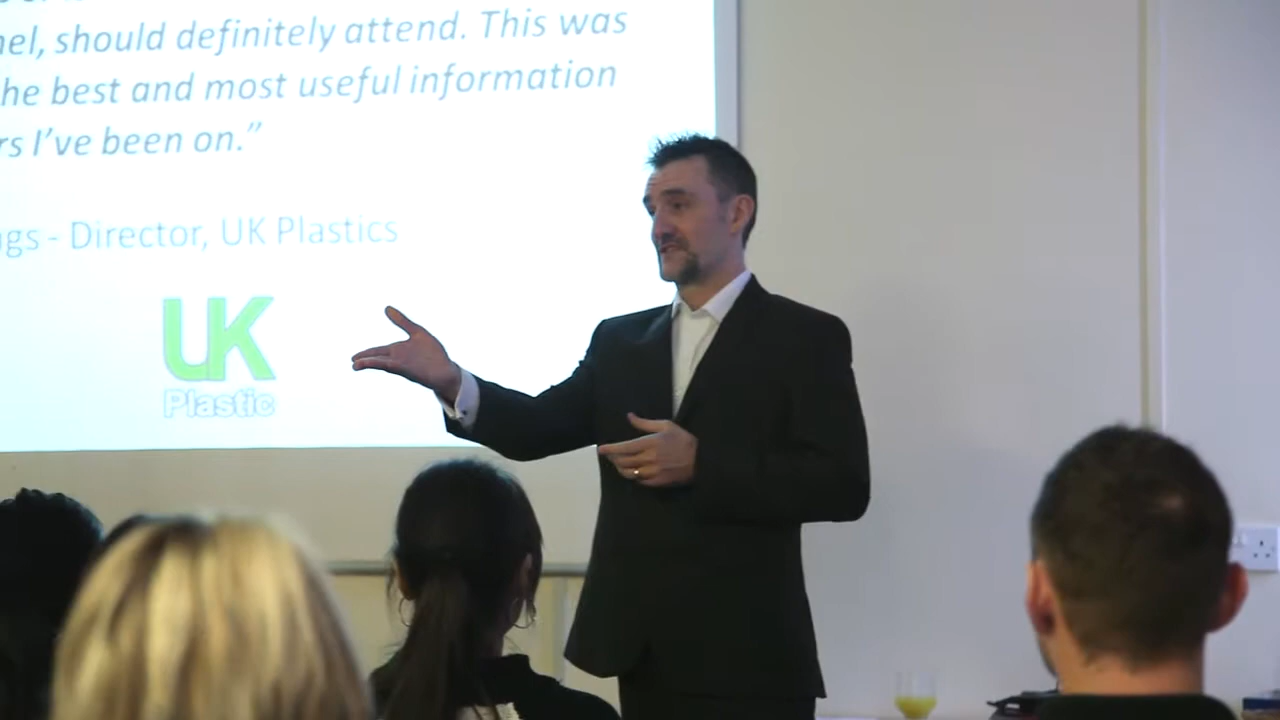 nel, should definitely attend. This was
he best and most useful information
rs I've been on.”
ngs - Director, UK Plastics
UK
Plastic